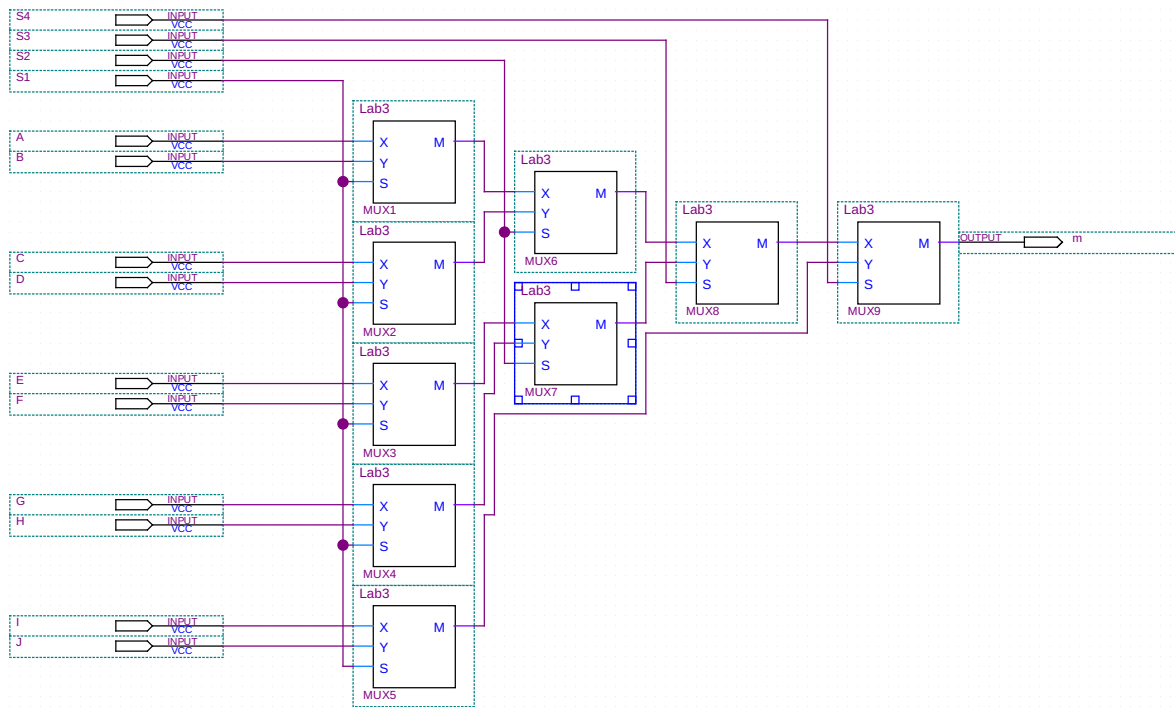 S4 INPUT
VCC
S3 INPUT
VCC
S2 INPUT
VCC
S1 INPUT
VCC
A INPUT
VCC
B INPUT
VCC
C INPUT
VCC
D INPUT
VCC
E INPUT
VCC
F INPUT
VCC
G INPUT
VCC
H INPUT
VCC
I INPUT
VCC
J INPUT
VCC
Lab3
X M
Y
S
MUX1
Lab3
X M
Y
S
MUX2
Lab3
X M
Y
S
MUX3
Lab3
X M
Y
S
MUX4
Lab3
X M
Y
S
MUX5
Lab3
X M
Y
S
MUX6
Lab3
X M
Y
S
MUX7
Lab3
X M
Y
S
MUX8
Lab3
X M
Y
S
MUX9
OUTPUT m